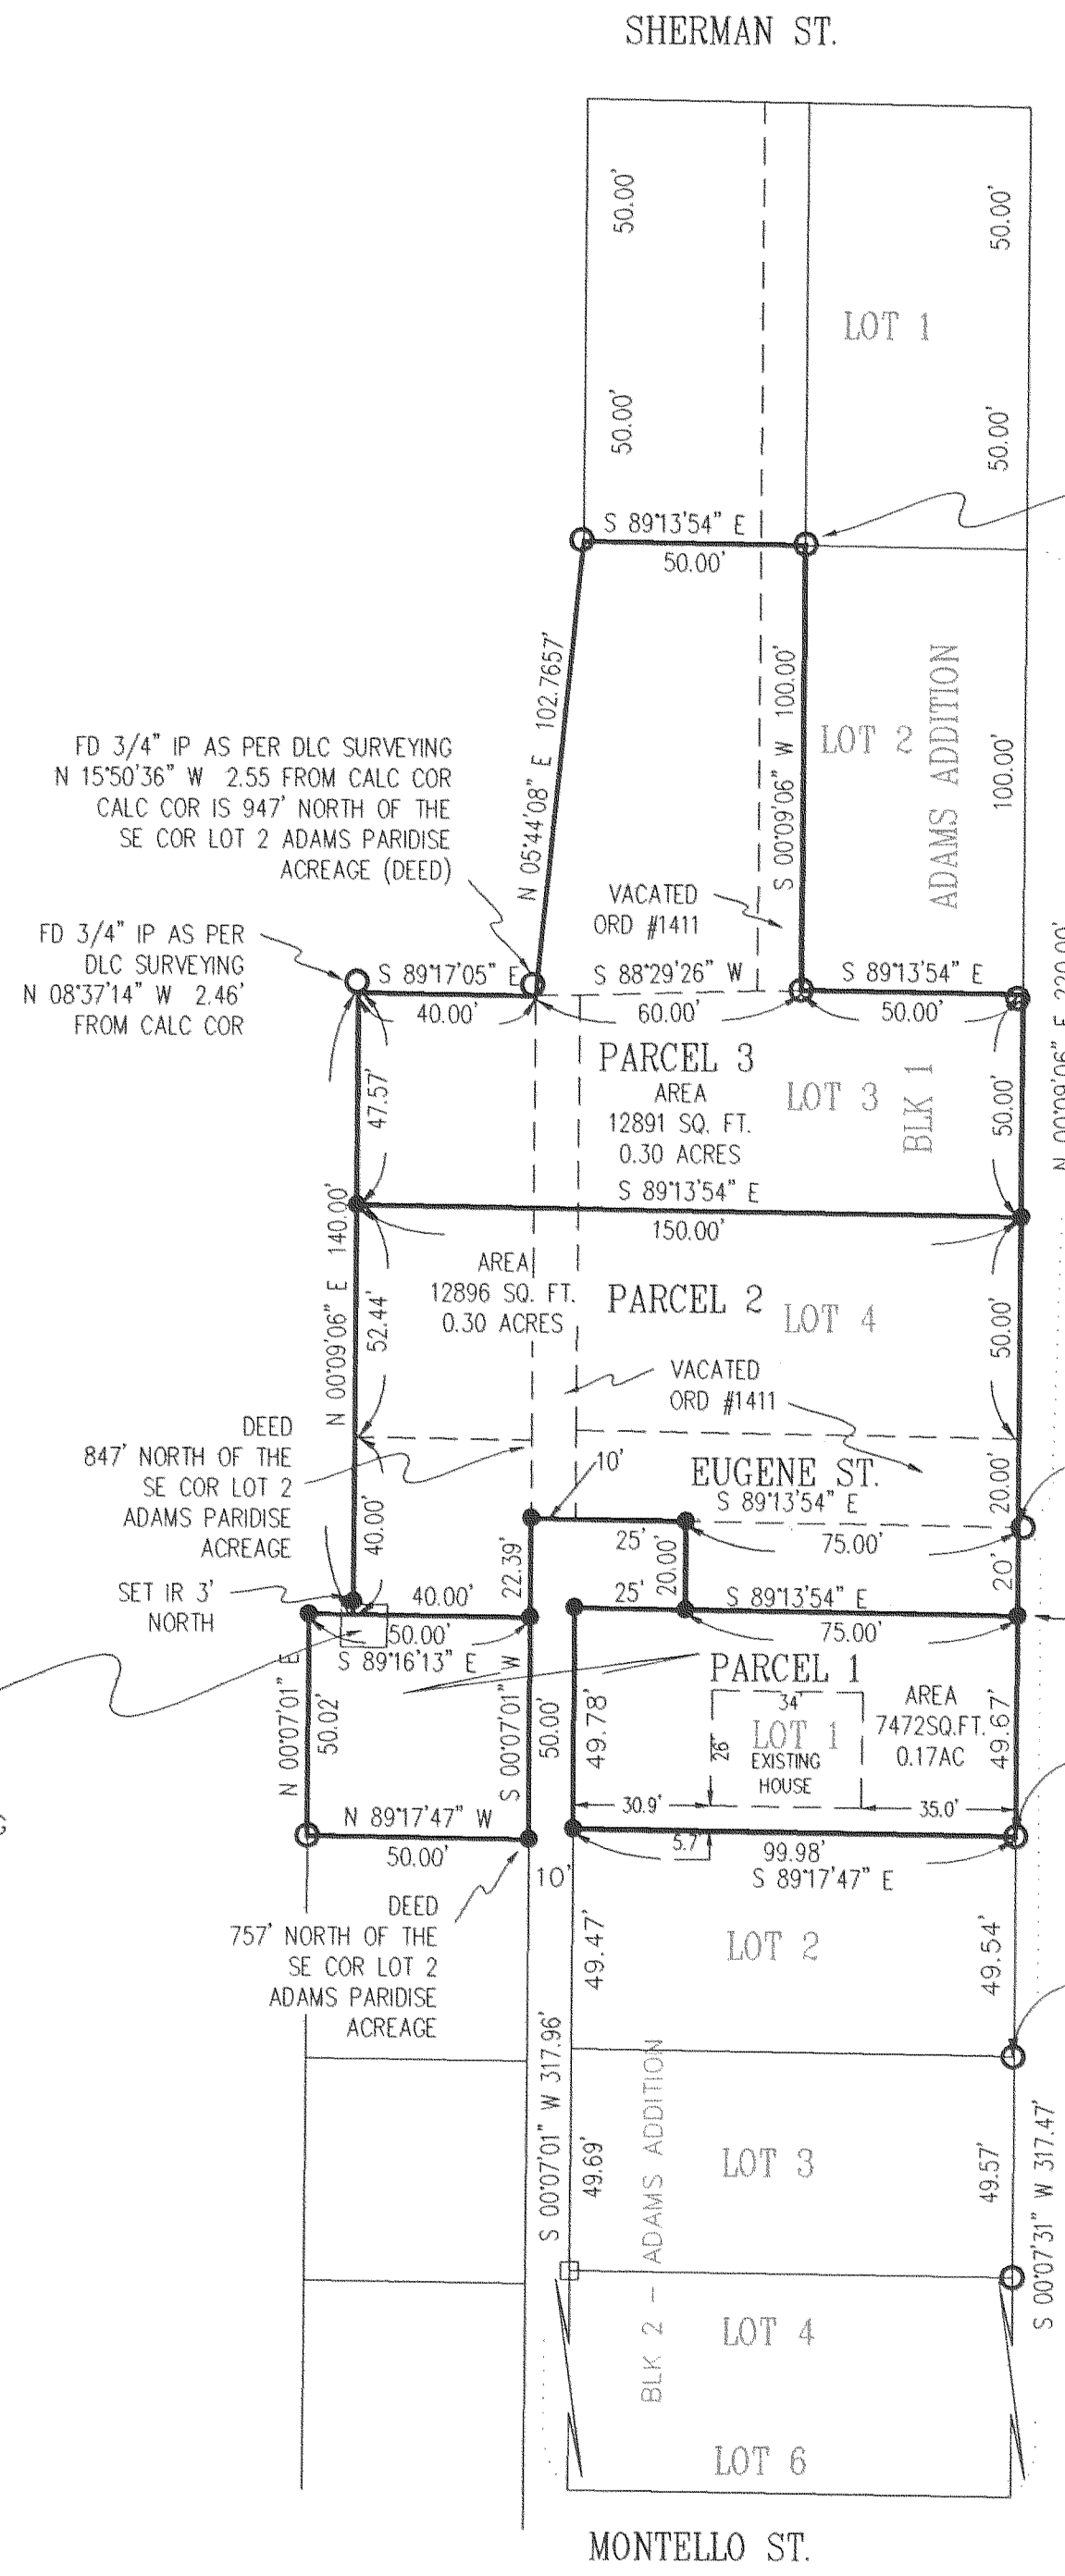 SHERMAN ST.
50.00'
50.00'
LOT 1
50.00'
50.00'
S 89°13'54" E
50.00'
N 05°44'08" E 102.7657'
S 00°09'06" W 100.00'
LOT 2
ADAMS ADDITION
100.00'
FD 3/4" IP AS PER DLC SURVEYING
N 15°50'36" W 2.55 FROM CALC COR
CALC COR IS 947' NORTH OF THE
SE COR LOT 2 ADAMS PARIDISE
ACREAGE (DEED)
VACATED
ORD #1411
FD 3/4" IP AS PER
DLC SURVEYING
N 08°37'14" W 2.46'
FROM CALC COR
S 89°17'05" E
40.00'
S 88°29'26" W
60.00'
S 89°13'54" E
50.00'
N 00°09'06" E 220.00'
PARCEL 3
AREA
12891 SQ. FT.
0.30 ACRES
LOT 3
BLK 1
47.57'
50.00'
S 89°13'54" E
150.00'
N 00°09'06" E 140.00'
52.44'
AREA
12896 SQ. FT.
0.30 ACRES
PARCEL 2
LOT 4
50.00'
VACATED
ORD #1411
DEED
847' NORTH OF THE
SE COR LOT 2
ADAMS PARIDISE
ACREAGE
10'
EUGENE ST.
S 89°13'54" E
20.00'
40.00'
25'
75.00'
22.39'
20.00'
20'
SET IR 3'
NORTH
40.00'
50.00'
S 89°16'13" E
25'
S 89°13'54" E
75.00'
N 00°07'01" E
50.02'
S 00°07'01" W
50.00'
49.78'
PARCEL 1
34'
26'
LOT 1
EXISTING
HOUSE
AREA
7472SQ.FT.
0.17AC
49.67'
30.9'
35.0'
N 89°17'47" W
50.00'
5.7'
99.98'
S 89°17'47" E
10'
DEED
757' NORTH OF THE
SE COR LOT 2
ADAMS PARIDISE
ACREAGE
49.47'
LOT 2
49.54'
S 00°07'01" W 317.96'
49.69'
BLK 2 - ADAMS ADDITION
LOT 3
49.57'
S 00°07'31" W 317.47'
LOT 4
LOT 6
MONTELLO ST.